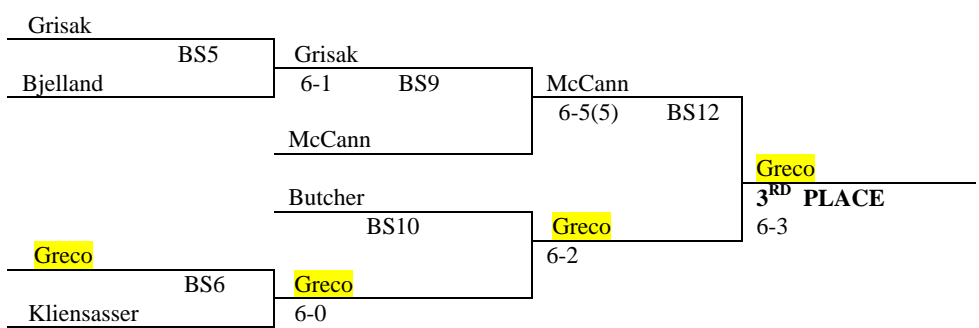 Grisak
BS5
Grisak
Bjelland
6-1 BS9
McCann
6-5(5) BS12
McCann
Greco
3RD PLACE
6-3
Butcher
BS10
Greco
6-2
Greco
BS6
Greco
Kliensasser
6-0